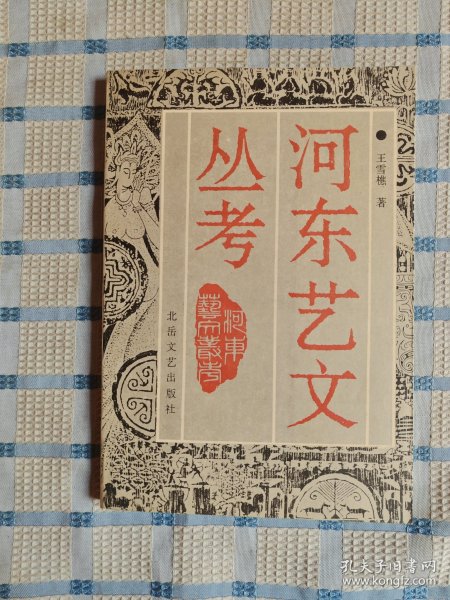 河东艺文
丛考
王雪樵 著
河東
藝文叢考
北岳文艺出版社
孔夫子旧书网
www.kongfz.com